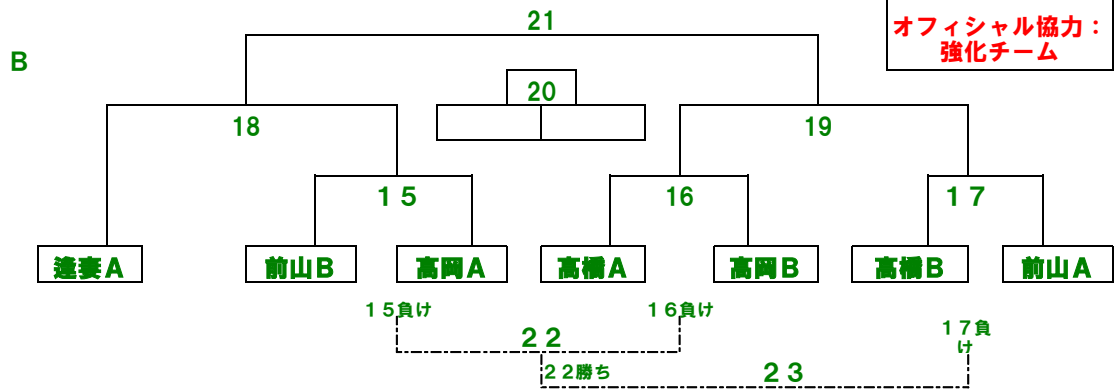 21
オフィシャル協力：
強化チーム
B
20
18
19
１５
16
１７
逢妻A
前山B
高岡A
高橋A
高岡B
高橋B
前山A
１５負け
１６負け
１７負
け
２２
２２勝ち
２３